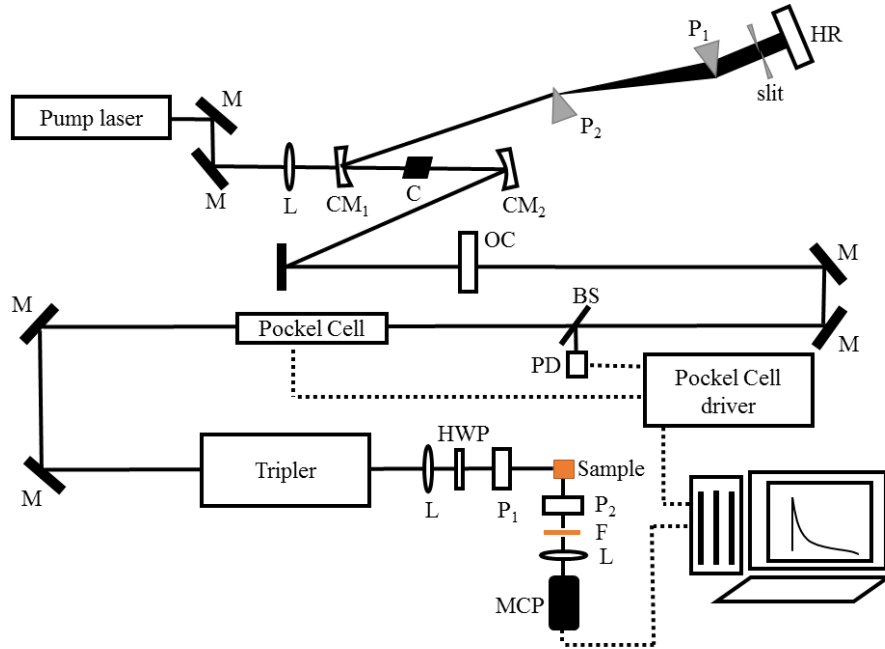 P1
HR
M
slit
Pump laser
P2
M
L
CM1
C
CM2
OC
M
M
BS
Pockel Cell
M
PD
Pockel Cell
driver
HWP
Tripler
Sample
M
L
P1
P2
F
L
MCP